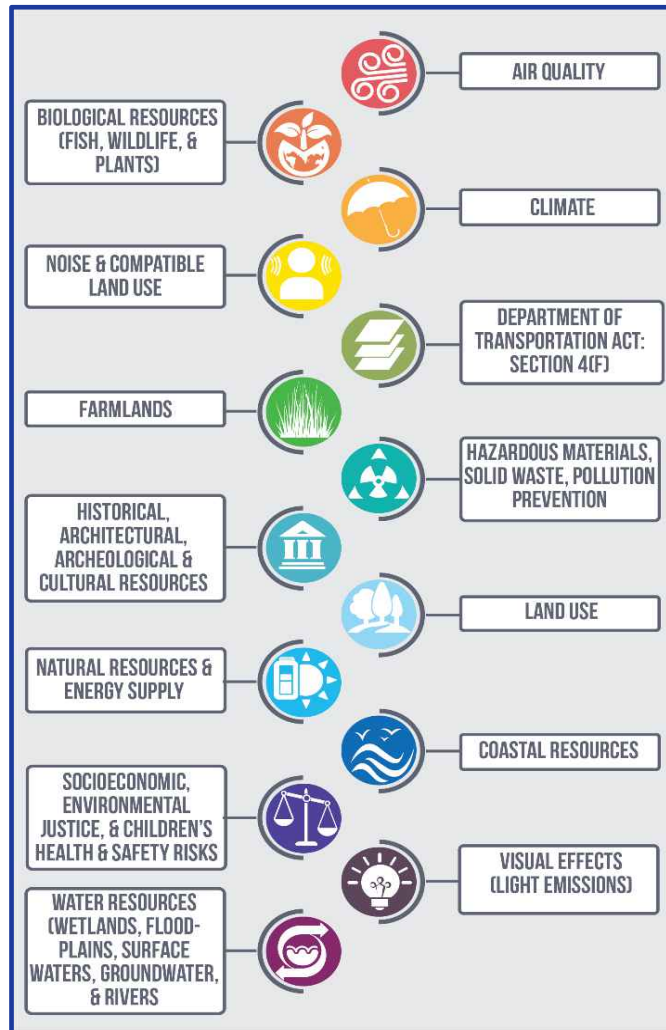 AIR QUALITY
BIOLOGICAL RESOURCES
(FISH, WILDLIFE, &
PLANTS)
CLIMATE
NOISE & COMPATIBLE
LAND USE
DEPARTMENT OF
TRANSPORTATION ACT:
SECTION 4(F)
FARMLANDS
HAZARDOUS MATERIALS,
SOLID WASTE, POLLUTION
PREVENTION
HISTORICAL,
ARCHITECTURAL,
ARCHEOLOGICAL &
CULTURAL RESOURCES
LAND USE
NATURAL RESOURCES &
ENERGY SUPPLY
COASTAL RESOURCES
SOCIOECONOMIC,
ENVIRONMENTAL
JUSTICE, & CHILDREN'S
HEALTH & SAFETY RISKS
VISUAL EFFECTS
(LIGHT EMISSIONS)
WATER RESOURCES
(WETLANDS, FLOOD-
PLAINS, SURFACE
WATERS, GROUNDWATER,
& RIVERS